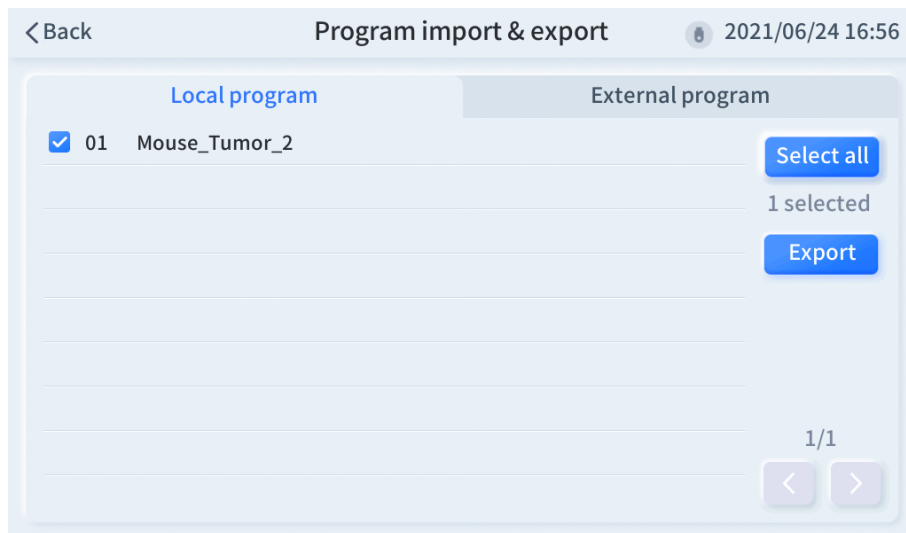 Back
Program import & export
2021/06/24 16:56
Local program
External program
01 Mouse_Tumor_2
Select all
1 selected
Export
1/1